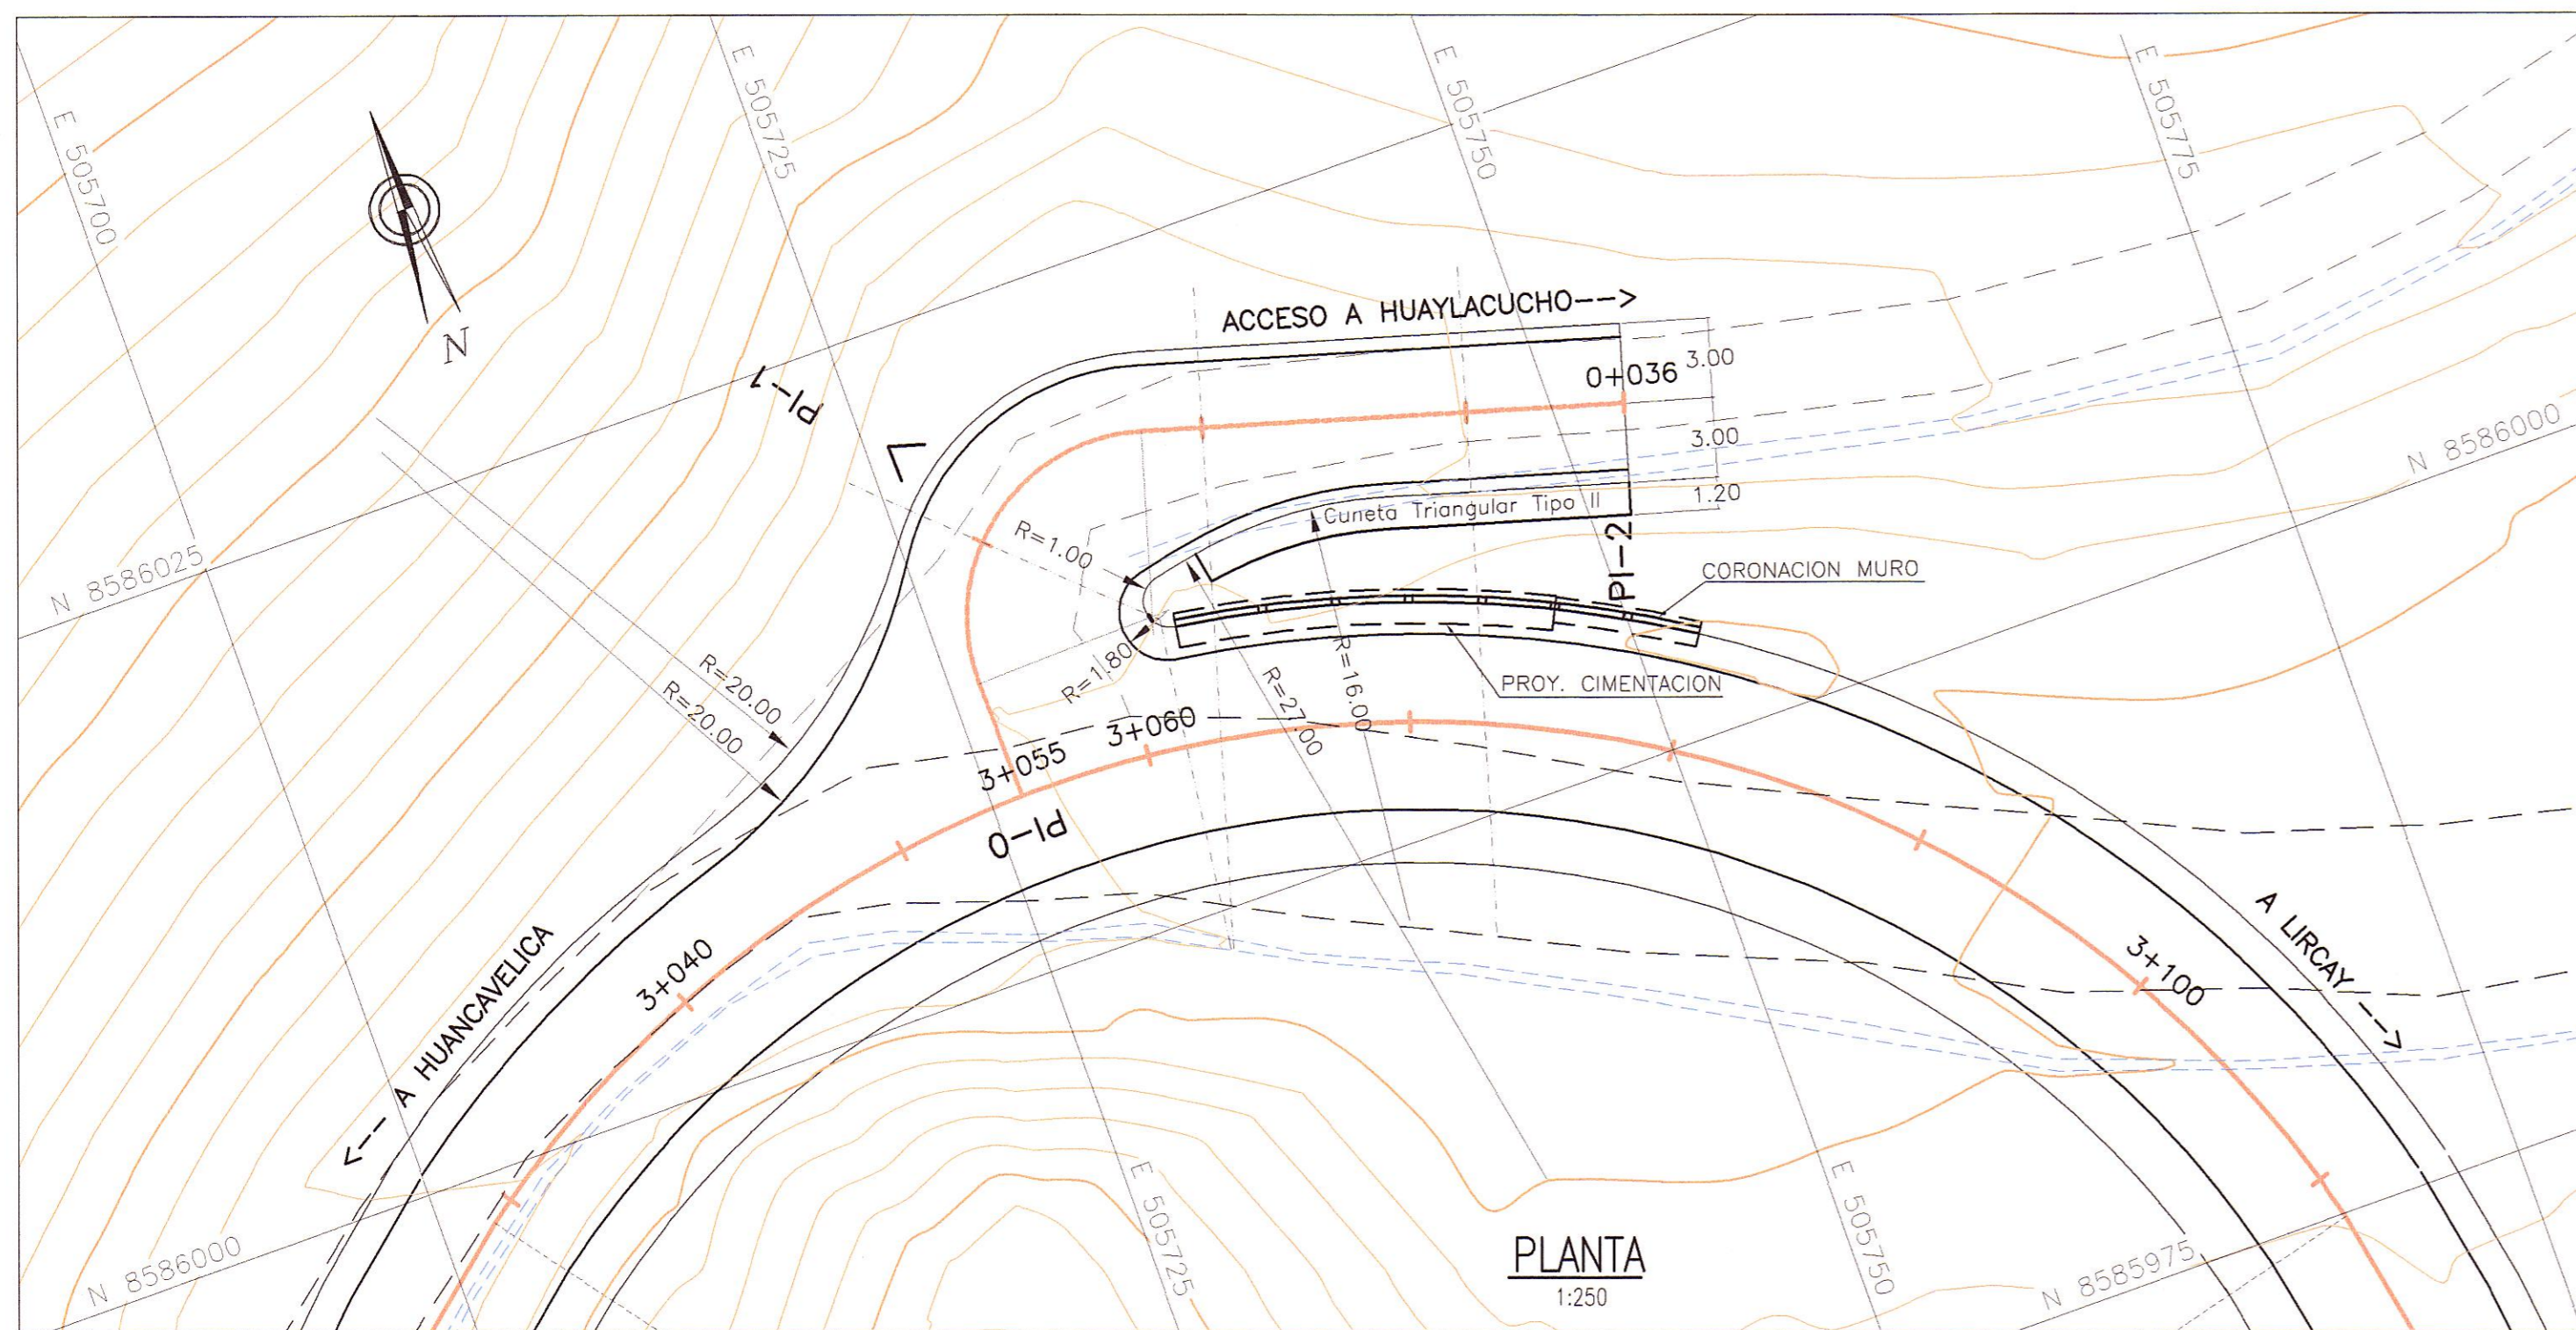 E 505700
E 505725
E 505750
E 505775
N
ACCESO A HUAYLACUCHO-->
PI-1
3.00
0+036
3.00
N 8586000
1.20
Cuneta Triangular Tipo II
R=1.00
PI-2
CORONACION MURO
N 8586025
R=1.80
R=20.00
R=20.00
R=27.00
R=16.00
PROY. CIMENTACION
3+060
3+055
PI-0
A LIRCAY -->
3+040
3+100
<-- A HUANCAVELICA
E 505725
E 505750
N 8586000
N 8585975
PLANTA
1:250